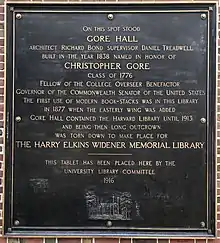 ON THIS SPOT STOOD
GORE HALL
ARCHITECT RICHARD BOND SUPERVISOR DANIEL TREADWELL
BUILT IN THE YEAR 1838 NAMED IN HONOR OF
CHRISTOPHER GORE
CLASS OF 1776
FELLOW OF THE COLLEGE OVERSEER BENEFACTOR
GOVERNOR OF THE COMMONWEALTH SENATOR OF THE UNITED STATES
THE FIRST USE OF MODERN BOOK-STACKS WAS IN THIS LIBRARY
IN 1877 WHEN THE EASTERLY WING WAS ADDED
GORE HALL CONTAINED THE HARVARD LIBRARY UNTIL 1913
AND BEING THEN LONG OUTGROWN
WAS TORN DOWN TO MAKE PLACE FOR
THE HARRY ELKINS WIDENER MEMORIAL LIBRARY
THIS TABLET HAS BEEN PLACED HERE BY THE
UNIVERSITY LIBRARY COMMITTEE
1916